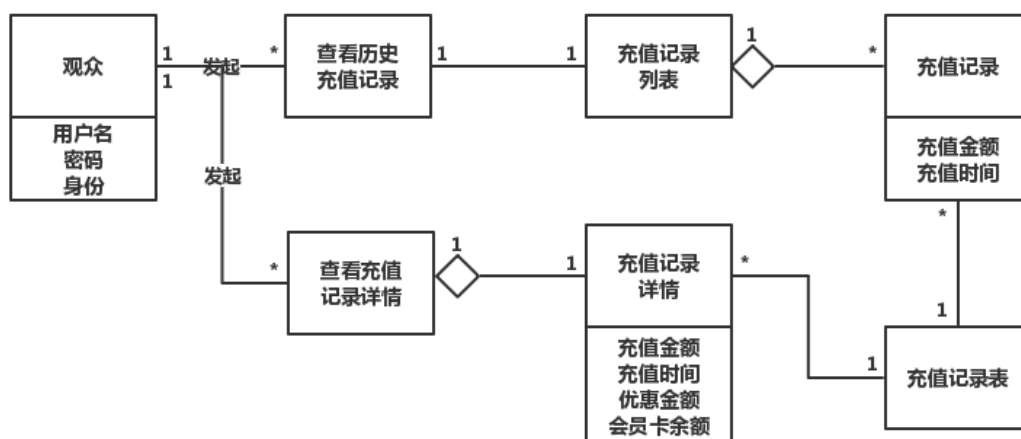 观众
用户名
密码
身份
1
1
发起
*
查看历史
充值记录
1
1
充值记录
列表
1
*
充值记录
充值金额
充值时间
发起
*
查看充值
记录详情
1
1
充值记录
详情
充值金额
充值时间
优惠金额
会员卡余额
*
*
1
1
充值记录表